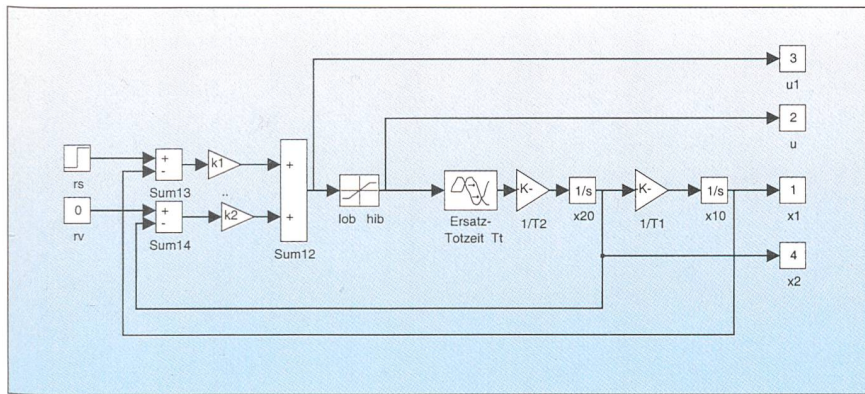 3
u1
2
u
rs
+
-
Sum13
k1
..
+
+
Sum12
lob hib
Ersatz-
Totzeit Tt
K-
1/T2
1/s
x20
K-
1/T1
1/s
x10
1
x1
0
rv
+
-
Sum14
k2
4
x2